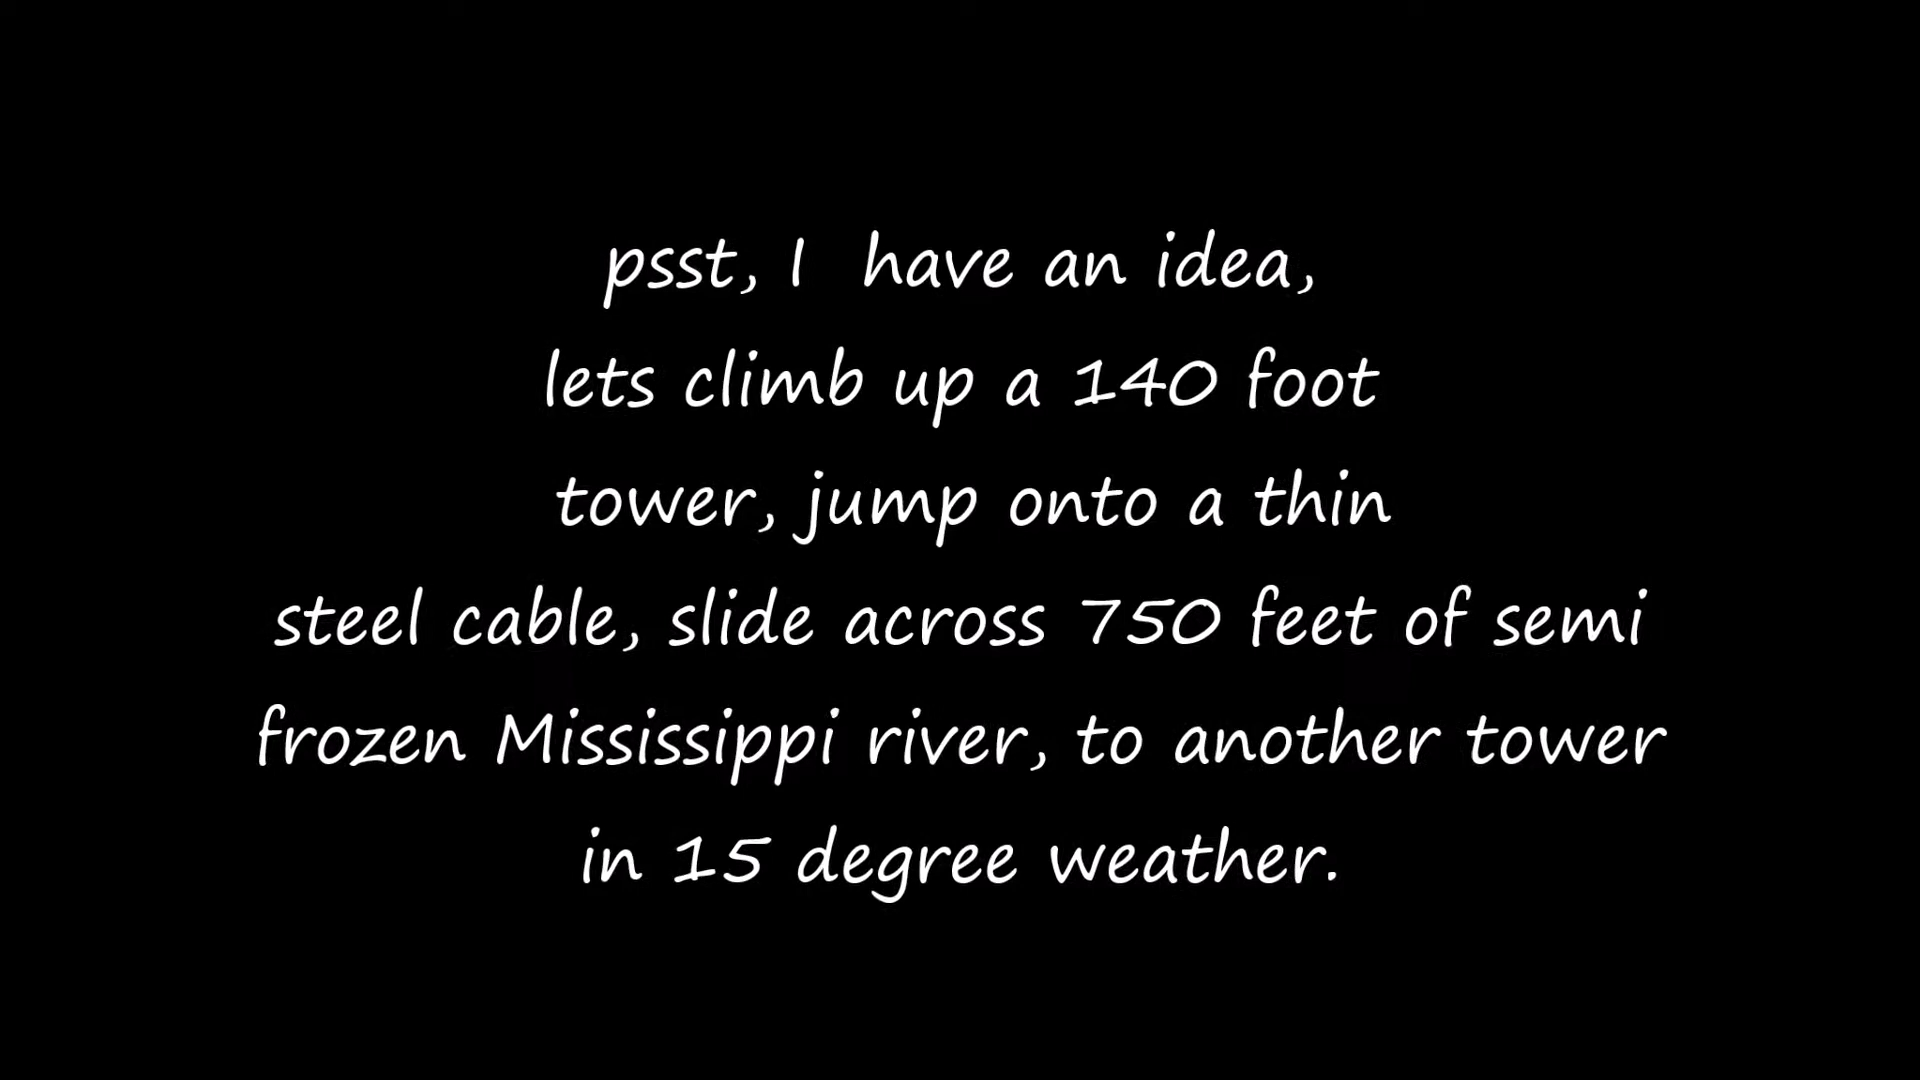 psst, I  have an idea,
lets climb up a 140 foot
tower, jump onto a thin
steel cable, slide across 750 feet of semi
frozen Mississippi river, to another tower
in 15 degree weather.